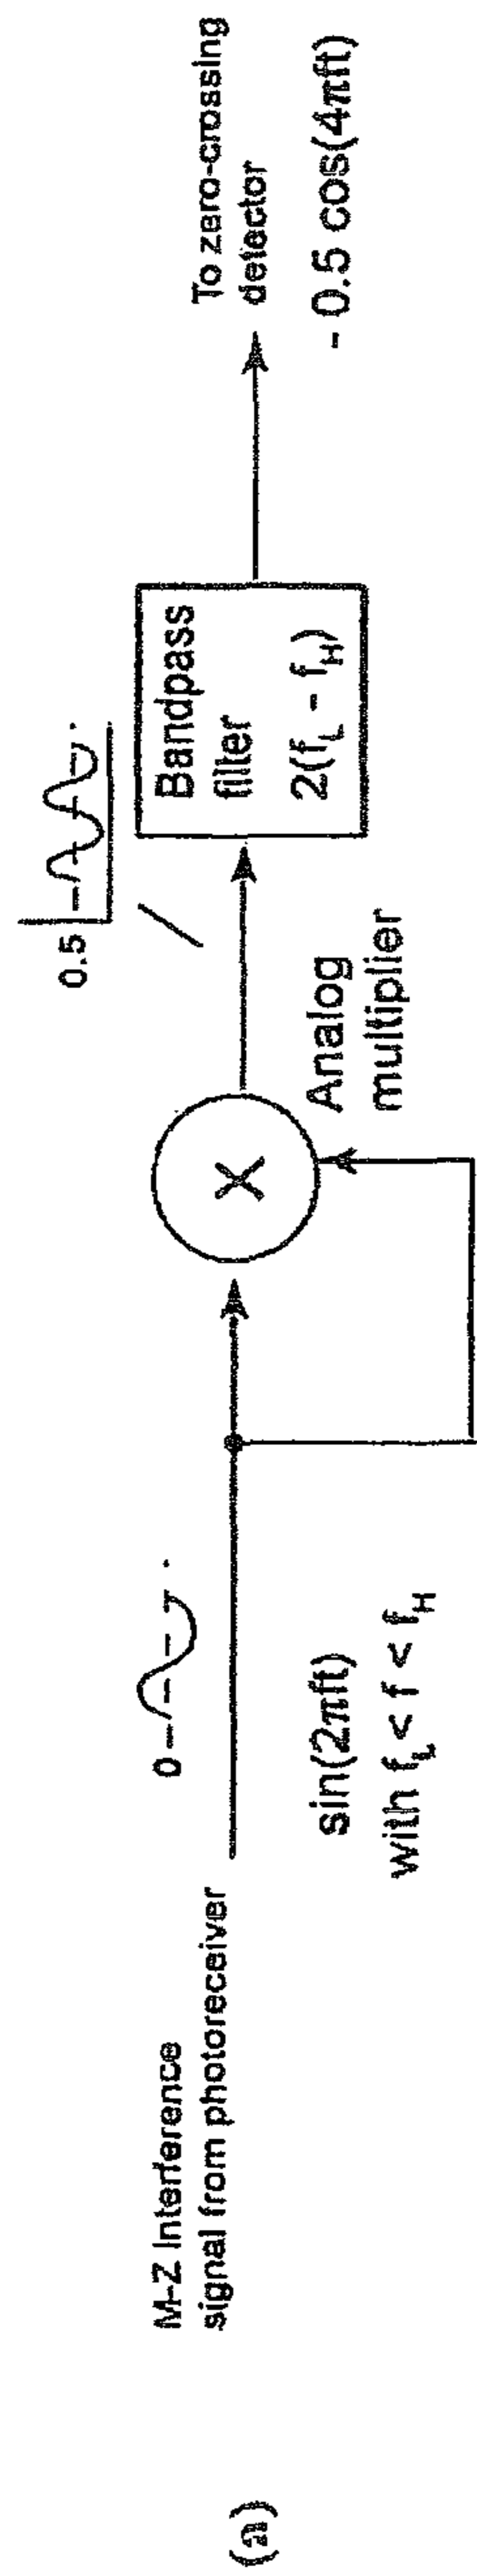 (a)
M-Z Interference
signal from photoreceiver
0
sin(2πft)
with f_L < f < f_H
X
Analog
multiplier
0.5
Bandpass
filter
2(f_L - f_H)
To zero-crossing
detector
- 0.5 cos(4πft)